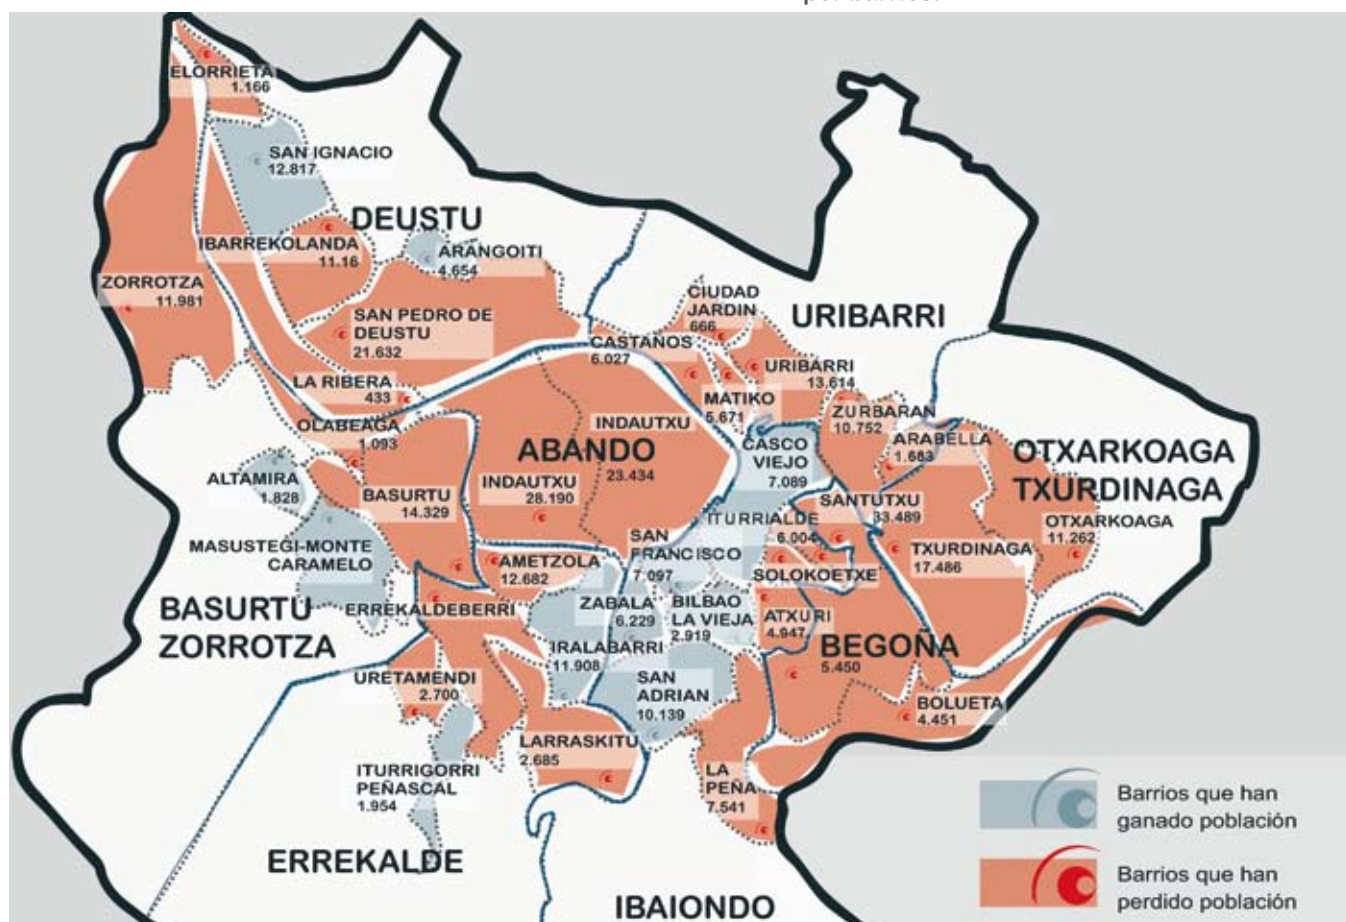 por barrios.
ELORRIETA
1.166
SAN IGNACIO
12.817
DEUSTU
IBARREKOLANDA
11.16
ARANGOITI
4.654
ZORROTZA
11.981
SAN PEDRO DE
DEUSTU
21.632
CIUDAD
JARDIN
666
URIBARRI
CASTAÑOS
6.027
URIBARRI
13.614
LA RIBERA
433
MATIKO
5.671
OLABEAGA
1.093
INDAUTXU
ZURBARAN
10.752
ARABELLA
1.683
ABANDO
23.434
CASCO
VIEJO
7.089
OTXARKOAGA
TXURDINAGA
ALTAMIRA
1.828
BASURTU
14.329
INDAUTXU
28.190
SANTUTXU
33.489
OTXARKOAGA
11.262
ITURRIALDE
6.004
MASUSTEGI-MONTE
CARAMELO
SAN
FRANCISCO
7.097
TXURDINAGA
17.486
AMETZOLA
12.682
SOLOKOETXE
BASURTU
ZORROTZA
ERREKALDEBERRI
ZABALA
6.229
BILBAO
LA VIEJA
2.919
ATXURI
4.947
BEGOÑA
5.450
IRALABARRI
11.908
URETAMENDI
2.700
SAN
ADRIAN
10.139
BOLUETA
4.451
LARRASKITU
2.685
ITURRIGORRI
PEÑASCAL
1.954
LA
PEÑA
7.541
ERREKALDE
IBAIONDO
Barrios que han
ganado población
Barrios que han
perdido población